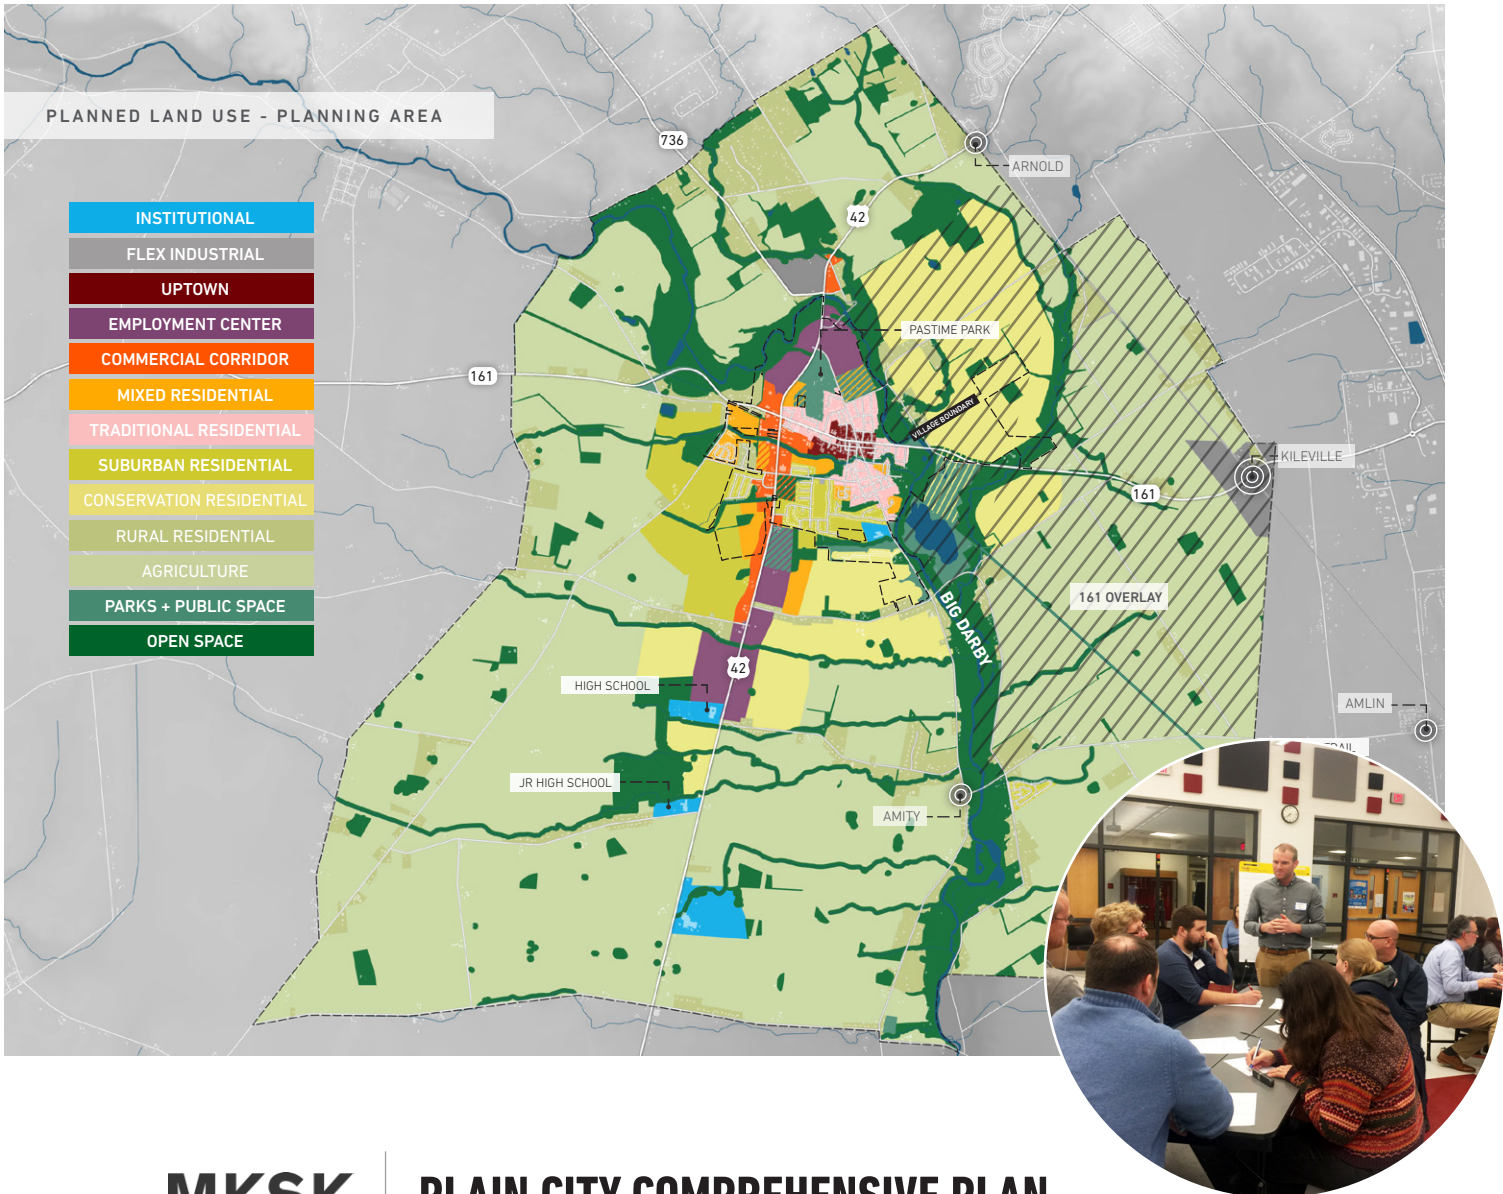 PLANNED LAND USE - PLANNING AREA
INSTITUTIONAL
FLEX INDUSTRIAL
UPTOWN
EMPLOYMENT CENTER
COMMERCIAL CORRIDOR
MIXED RESIDENTIAL
TRADITIONAL RESIDENTIAL
SUBURBAN RESIDENTIAL
CONSERVATION RESIDENTIAL
RURAL RESIDENTIAL
AGRICULTURE
PARKS + PUBLIC SPACE
OPEN SPACE
736
ARNOLD
42
PASTIME PARK
161
VILLAGE BOUNDARY
KILEVILLE
161
161 OVERLAY
BIG DARBY
42
HIGH SCHOOL
AMLIN
TRAIL
JR HIGH SCHOOL
AMITY
MKSK
PLAIN CITY COMPREHENSIVE PLAN